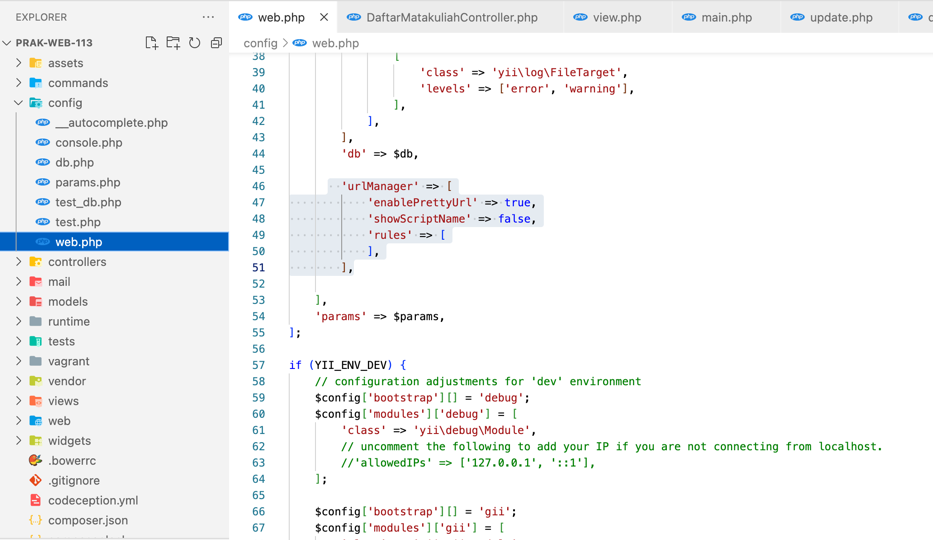 EXPLORER ...
web.php
DaftarMatakuliahController.php
view.php
main.php
update.php
PRAK-WEB-113
assets
commands
config
__autocomplete.php
console.php
db.php
params.php
test_db.php
test.php
web.php
controllers
mail
models
runtime
tests
vagrant
vendor
views
web
widgets
.bowerrc
.gitignore
codeception.yml
composer.json
config > web.php
38 [
39 'class' => 'yii\log\FileTarget',
40 'levels' => ['error', 'warning'],
41 ],
42 ],
43 ],
44 'db' => $db,
45
46 'urlManager' => [
47 'enablePrettyUrl' => true,
48 'showScriptName' => false,
49 'rules' => [
50 ],
51 ],
52
53 ],
54 'params' => $params,
55 ];
56
57 if (YII_ENV_DEV) {
58 // configuration adjustments for 'dev' environment
59 $config['bootstrap'][] = 'debug';
60 $config['modules']['debug'] = [
61 'class' => 'yii\debug\Module',
62 // uncomment the following to add your IP if you are not connecting from localhost.
63 //'allowedIPs' => ['127.0.0.1', '::1'],
64 ];
65
66 $config['bootstrap'][] = 'gii';
67 $config['modules']['gii'] = [